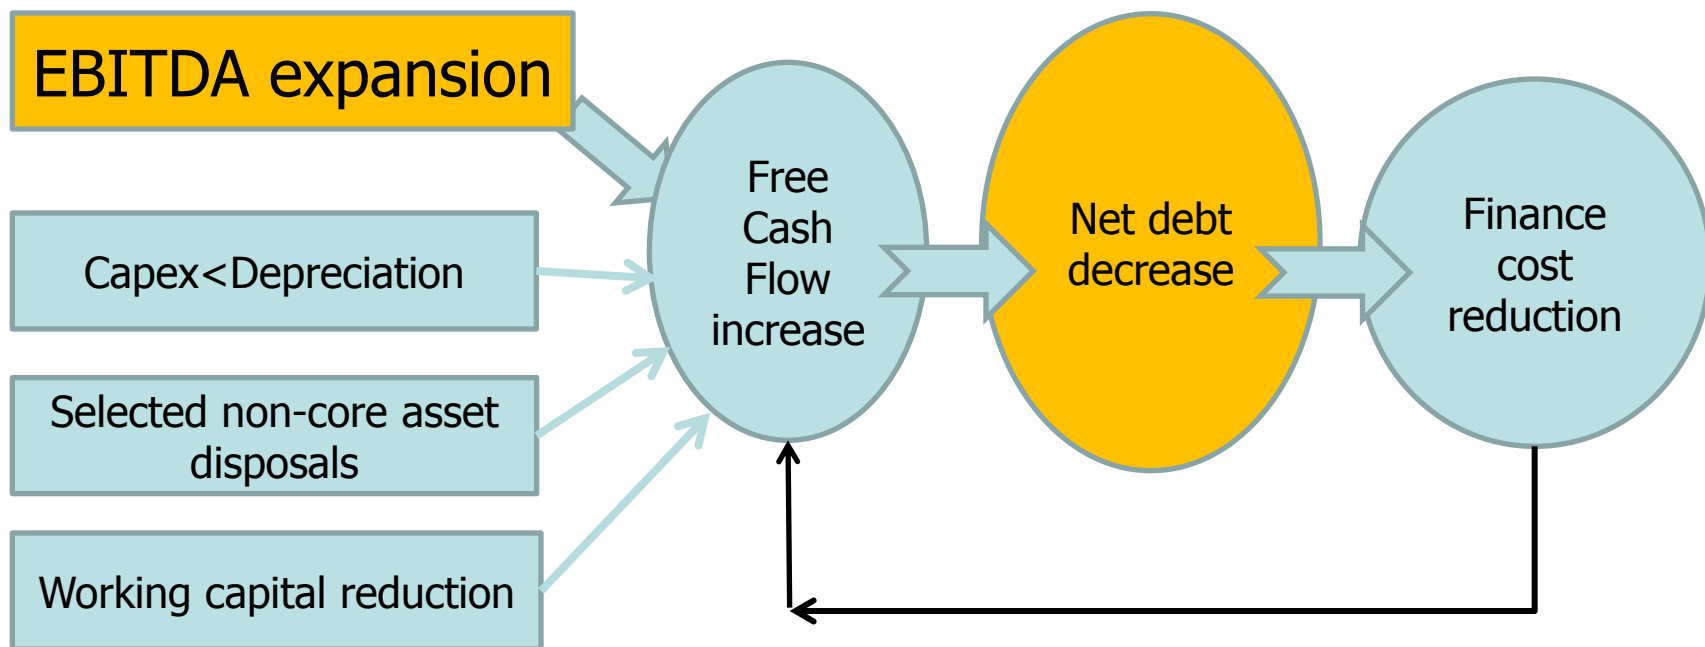 EBITDA expansion
Capex<Depreciation
Selected non-core asset
disposals
Working capital reduction
Free
Cash
Flow
increase
Net debt
decrease
Finance
cost
reduction